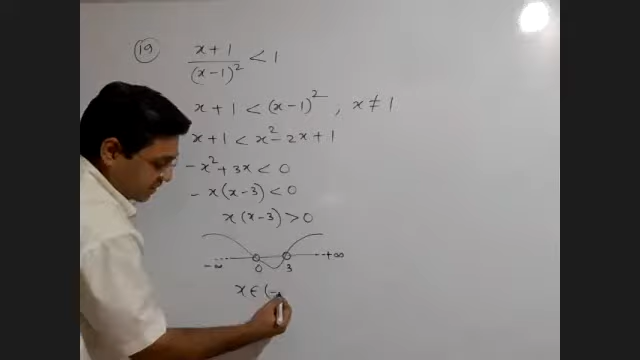 19 (x+1)/(x-1)² < 1
x+1 < (x-1)², x ≠ 1
x+1 < x²-2x+1
-x²+3x < 0
-x(x-3) < 0
x(x-3) > 0
-∞ 0 3 +∞
x ∈ (-